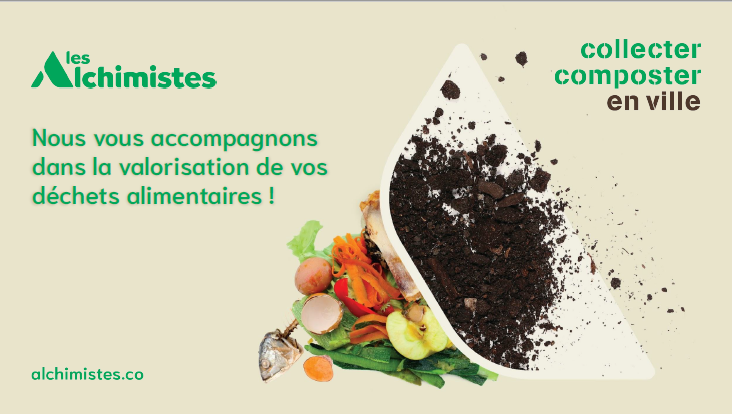 les
Alchimistes
collecter
composter
en ville
Nous vous accompagnons
dans la valorisation de vos
déchets alimentaires !
alchimistes.co